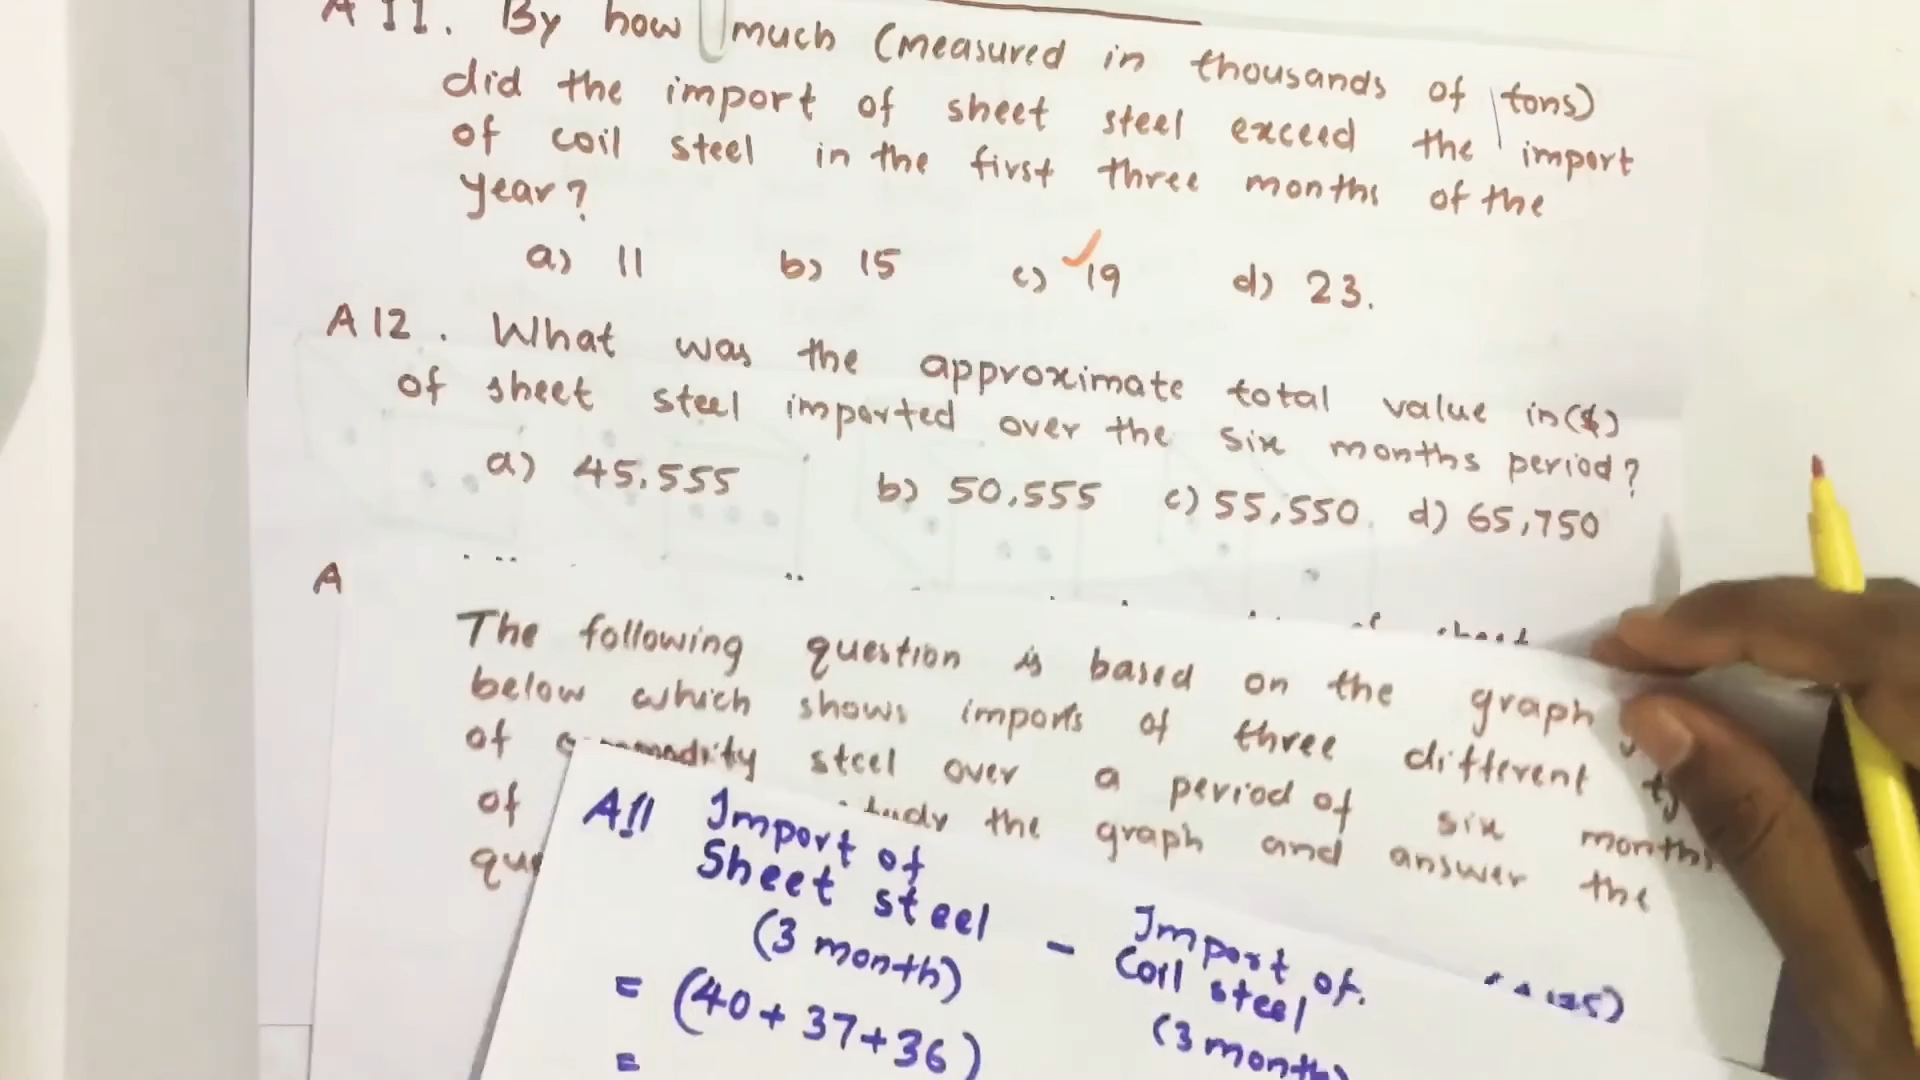 A 11. By how much (measured in thousands of tons)
did the import of sheet steel exceed the import
of coil steel in the first three months of the
year?
a) 11 b) 15 c) 19 d) 23.
A 12. What was the approximate total value in($)
of sheet steel imported over the six months period?
a) 45,555 b) 50,555 c) 55,550 d) 65,750
A
The following question is based on the graph
below which shows imports of three different
of steel over a period of six months
of the graph and answer the
A11 Import of
Sheet steel
(3 month)
- Import of.
Coil steel
(3 month)
= (40+37+36)
=